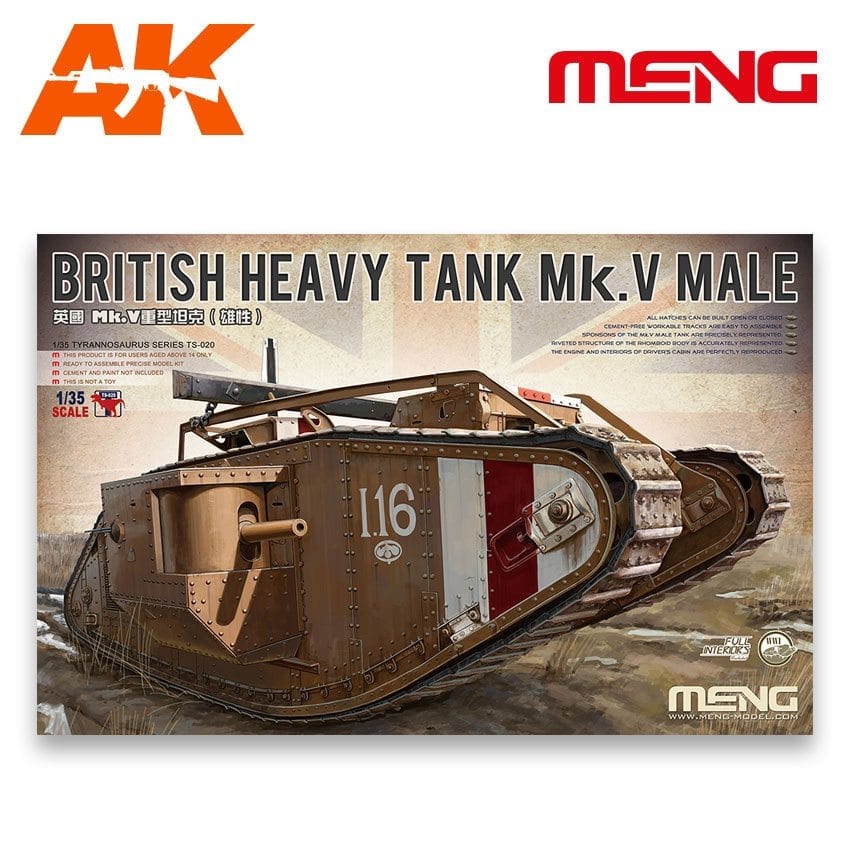 AK
MENG
BRITISH HEAVY TANK Mk.V MALE
英國 Mk.V重型坦克（雄性）
1/35 TYRANNOSAURUS SERIES TS-020
THIS PRODUCT IS FOR USERS AGED ABOVE 14 ONLY
READY TO ASSEMBLE PRECISE MODEL KIT
CEMENT AND PAINT NOT INCLUDED
THIS IS NOT A TOY
1/35
SCALE
TS-020
ALL HATCHES CAN BE BUILT OPEN OR CLOSED
CEMENT-FREE WORKABLE TRACKS ARE EASY TO ASSEMBLE
SPONSONS OF THE Mk.V MALE TANK ARE PRECISELY REPRESENTED
RIVETED STRUCTURE OF THE RHOMBOID BODY IS ACCURATELY REPRESENTED
THE ENGINE AND INTERIORS OF DRIVER'S CABIN ARE PERFECTLY REPRODUCED
I.16
FULL
INTERIORS
WWI
MENG
WWW.MENG-MODEL.COM